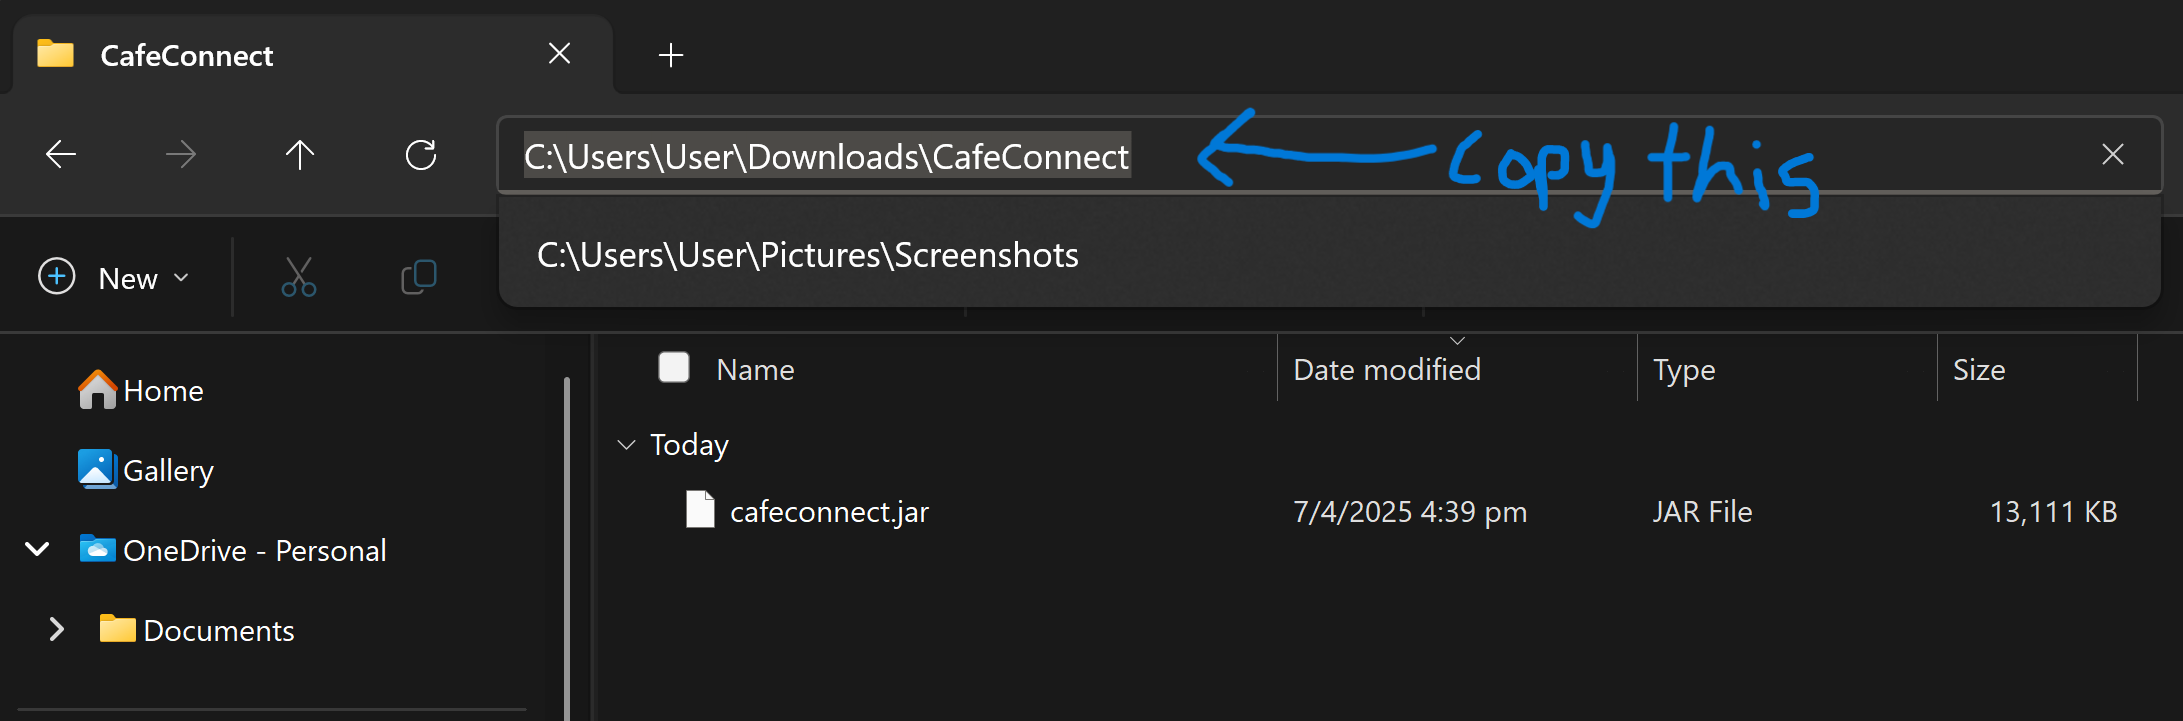 CafeConnect
C:\Users\User\Downloads\CafeConnect
Copy this
C:\Users\User\Pictures\Screenshots
New
Home
Gallery
OneDrive - Personal
Documents
Name Date modified Type Size
Today
cafeconnect.jar 7/4/2025 4:39 pm JAR File 13,111 KB